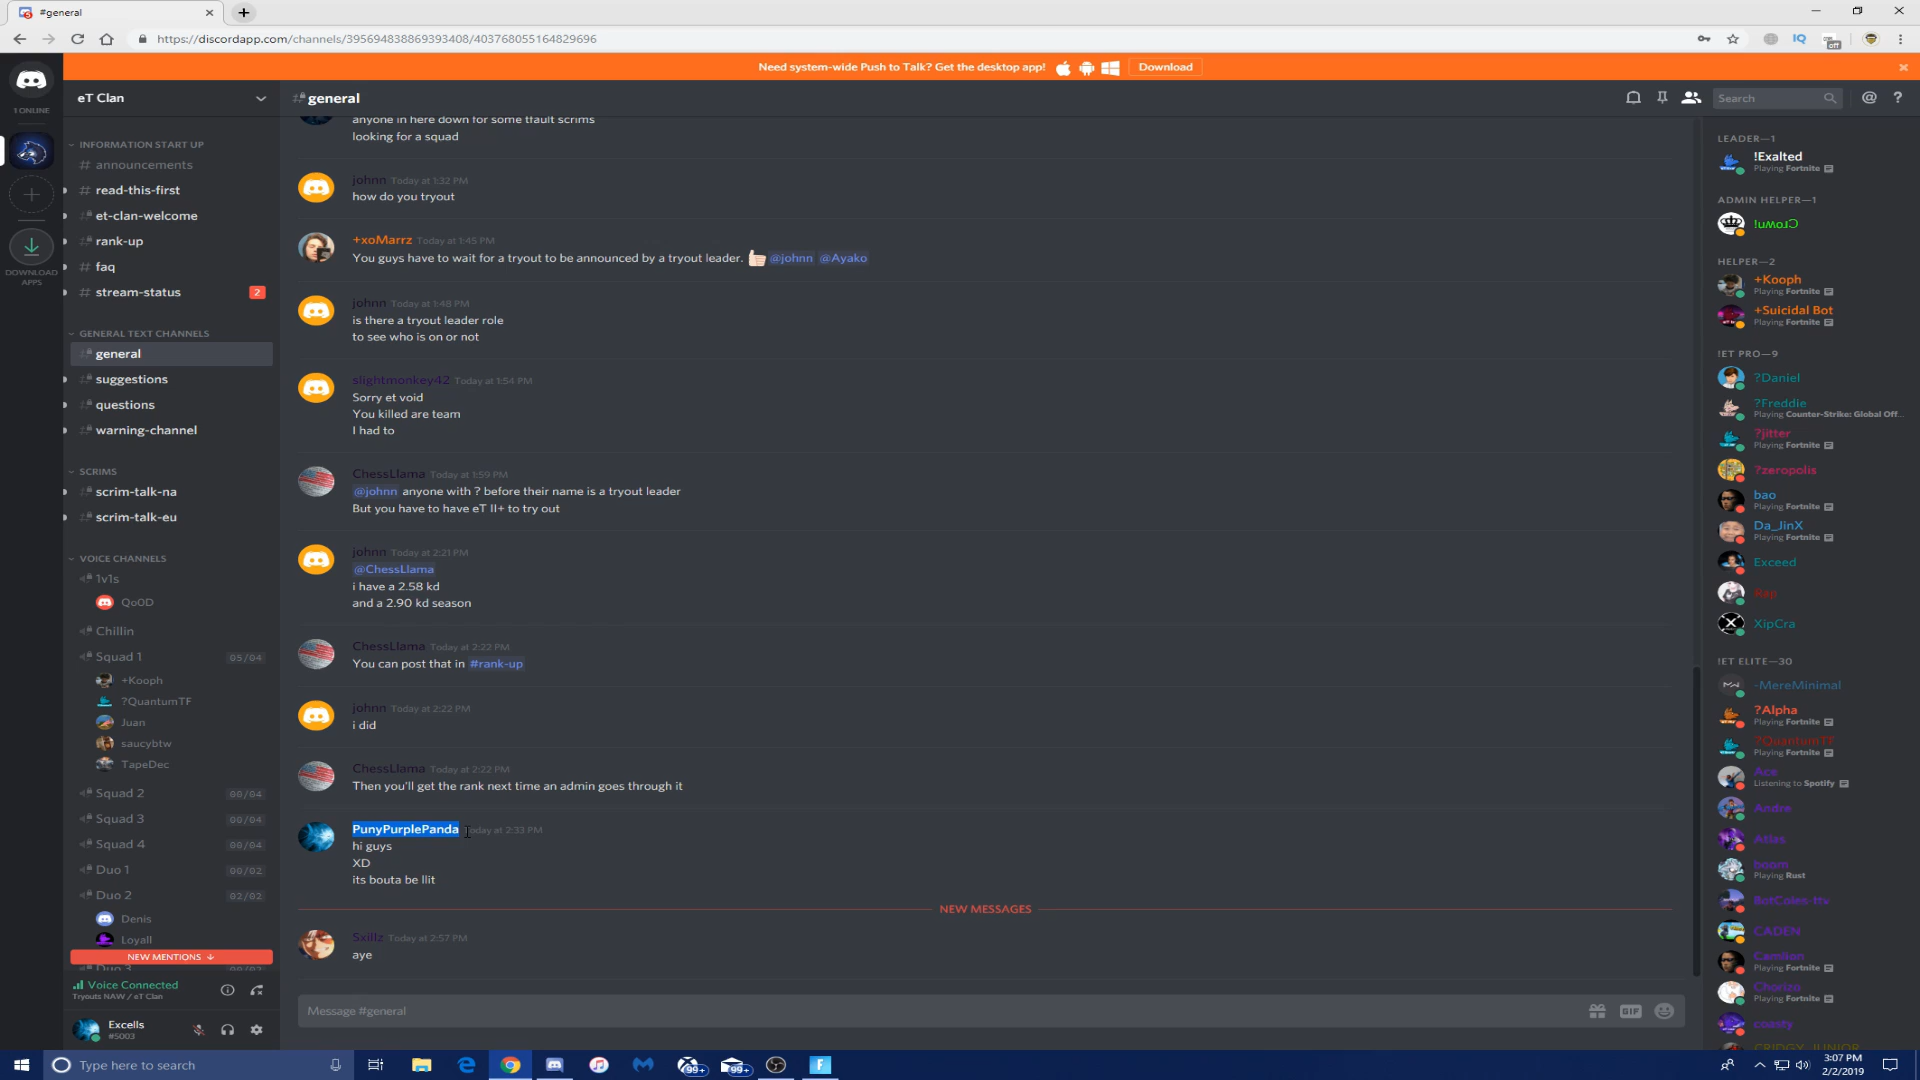 #general
https://discordapp.com/channels/395694838869393408/403768055164829696
IQ
off
Need system-wide Push to Talk? Get the desktop app!
Download
1 ONLINE
DOWNLOAD
APPS
eT Clan
INFORMATION START UP
# announcements
# read-this-first
# et-clan-welcome
# rank-up
# faq
# stream-status 2
GENERAL TEXT CHANNELS
# general
# suggestions
# questions
# warning-channel
SCRIMS
# scrim-talk-na
# scrim-talk-eu
VOICE CHANNELS
1v1s
QoOD
Chillin
Squad 1 05/04
+Kooph
?QuantumTF
Juan
saucybtw
TapeDec
Squad 2 00/04
Squad 3 00/04
Squad 4 00/04
Duo 1 00/02
Duo 2 02/02
Denis
Loyall
NEW MENTIONS
Duo 3 00/02
Voice Connected
Tryouts NAW / eT Clan
Excells
#5003
# general
Search
anyone in here down for some tfault scrims
looking for a squad
johnn Today at 1:32 PM
how do you tryout
+xoMarrz Today at 1:45 PM
You guys have to wait for a tryout to be announced by a tryout leader. @johnn @Ayako
johnn Today at 1:48 PM
is there a tryout leader role
to see who is on or not
slightmonkey42 Today at 1:54 PM
Sorry et void
You killed are team
I had to
ChessLlama Today at 1:59 PM
@johnn anyone with ? before their name is a tryout leader
But you have to have eT II+ to try out
johnn Today at 2:21 PM
@ChessLlama
i have a 2.58 kd
and a 2.90 kd season
ChessLlama Today at 2:22 PM
You can post that in #rank-up
johnn Today at 2:22 PM
i did
ChessLlama Today at 2:22 PM
Then you'll get the rank next time an admin goes through it
PunyPurplePanda Today at 2:33 PM
hi guys
XD
its bouta be llit
NEW MESSAGES
Sxillz Today at 2:57 PM
aye
Message #general
GIF
LEADER—1
!Exalted
Playing Fortnite
ADMIN HELPER—1
HELPER—2
+Kooph
Playing Fortnite
+Suicidal Bot
Playing Fortnite
!ET PRO—9
?Daniel
?Freddie
Playing Counter-Strike: Global Off...
?jitter
Playing Fortnite
?zeropolis
bao
Playing Fortnite
Da_JinX
Playing Fortnite
Exceed
Rap
XipCra
!ET ELITE—30
-MereMinimal
?Alpha
Playing Fortnite
?QuantumTF
Playing Fortnite
Ace
Listening to Spotify
Andre
Atlas
boom
Playing Rust
BotColes-ttv
CADEN
Camilon
Playing Fortnite
Chorizo
Playing Fortnite
coasty
CRIDGY_JUNIOR
Type here to search
99+
99+
3:07 PM
2/2/2019